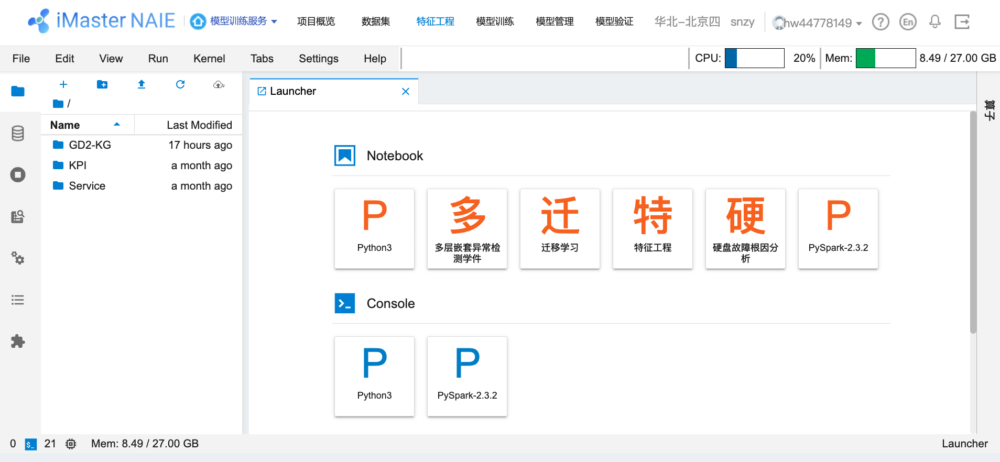 iMaster NAIE 模型训练服务 项目概览 数据集 特征工程 模型训练 模型管理 模型验证 华北-北京四 snzy hw44778149 ? En
File Edit View Run Kernel Tabs Settings Help CPU: 20% Mem: 8.49 / 27.00 GB
Launcher
/
算子
Name Last Modified
GD2-KG 17 hours ago
KPI a month ago
Service a month ago
Notebook
P 多 迁 特 硬 P
Python3
多层嵌套异常检
测学件
迁移学习
特征工程
硬盘故障根因分
析
PySpark-2.3.2
Console
P P
Python3 PySpark-2.3.2
0 $_ 21 Mem: 8.49 / 27.00 GB Launcher